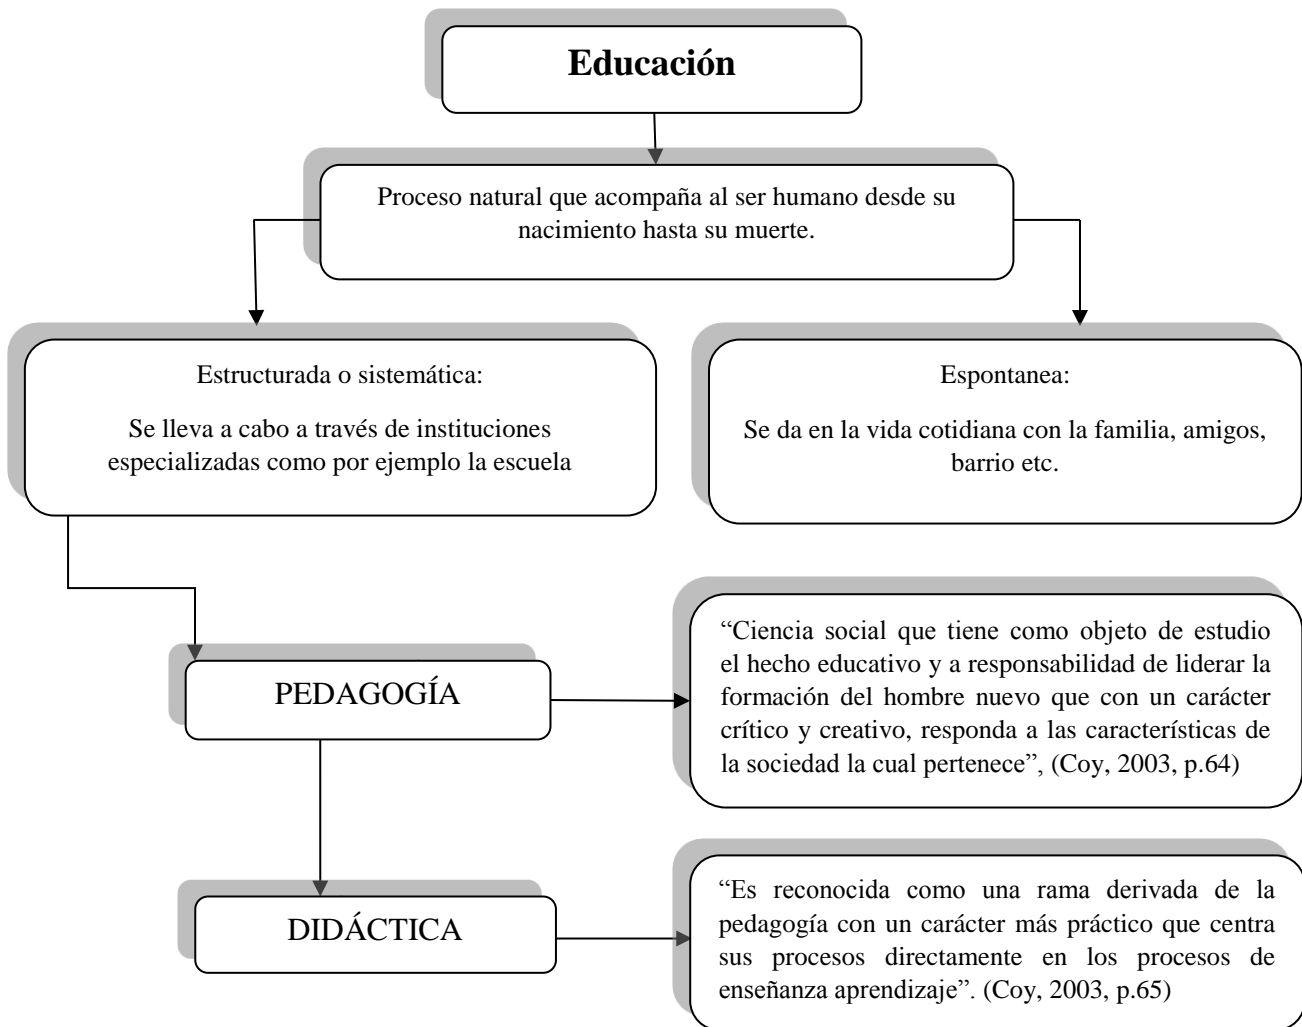 Educación
Proceso natural que acompaña al ser humano desde su
nacimiento hasta su muerte.
Estructurada o sistemática:
Se lleva a cabo a través de instituciones
especializadas como por ejemplo la escuela
Espontanea:
Se da en la vida cotidiana con la familia, amigos,
barrio etc.
PEDAGOGÍA
“Ciencia social que tiene como objeto de estudio
el hecho educativo y a responsabilidad de liderar la
formación del hombre nuevo que con un carácter
crítico y creativo, responda a las características de
la sociedad la cual pertenece”, (Coy, 2003, p.64)
DIDÁCTICA
“Es reconocida como una rama derivada de la
pedagogía con un carácter más práctico que centra
sus procesos directamente en los procesos de
enseñanza aprendizaje”. (Coy, 2003, p.65)